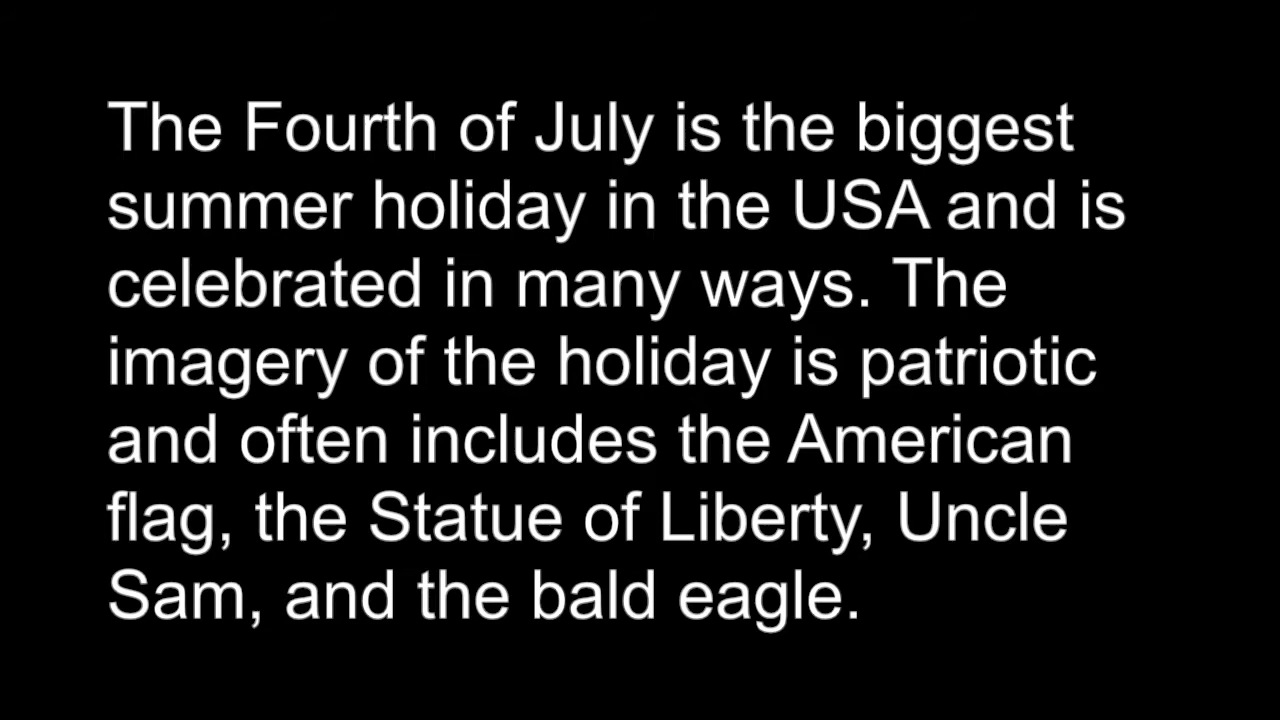 The Fourth of July is the biggest
summer holiday in the USA and is
celebrated in many ways. The
imagery of the holiday is patriotic
and often includes the American
flag, the Statue of Liberty, Uncle
Sam, and the bald eagle.